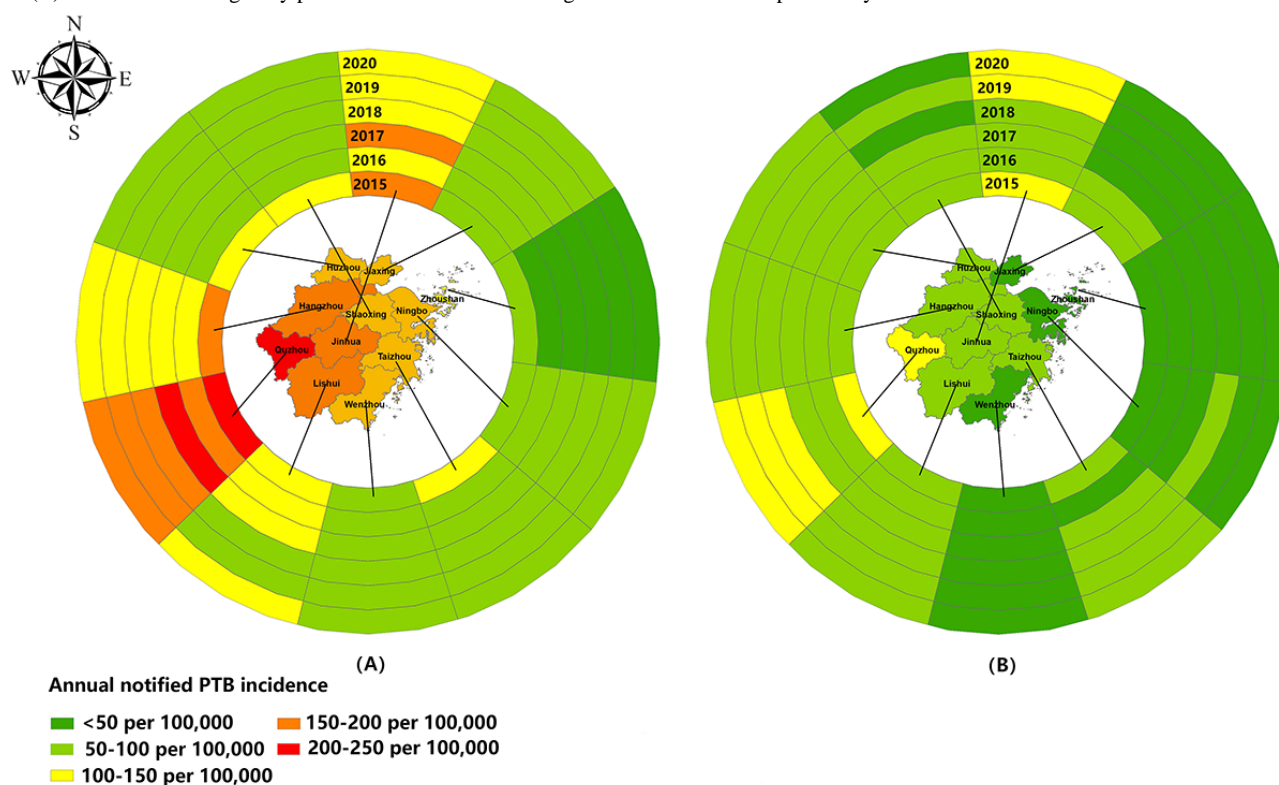 N
W E
S
2020
2019
2018
2017
2016
2015
Huzhou
Jiaxing
Zhoushan
Hangzhou
Shaoxing
Ningbo
Quzhou
Jinhua
Taizhou
Lishui
Wenzhou
2020
2019
2018
2017
2016
2015
Huzhou
Jiaxing
Zhoushan
Hangzhou
Shaoxing
Ningbo
Quzhou
Jinhua
Taizhou
Lishui
Wenzhou
(A)
(B)
Annual notified PTB incidence
<50 per 100,000
150-200 per 100,000
50-100 per 100,000
200-250 per 100,000
100-150 per 100,000